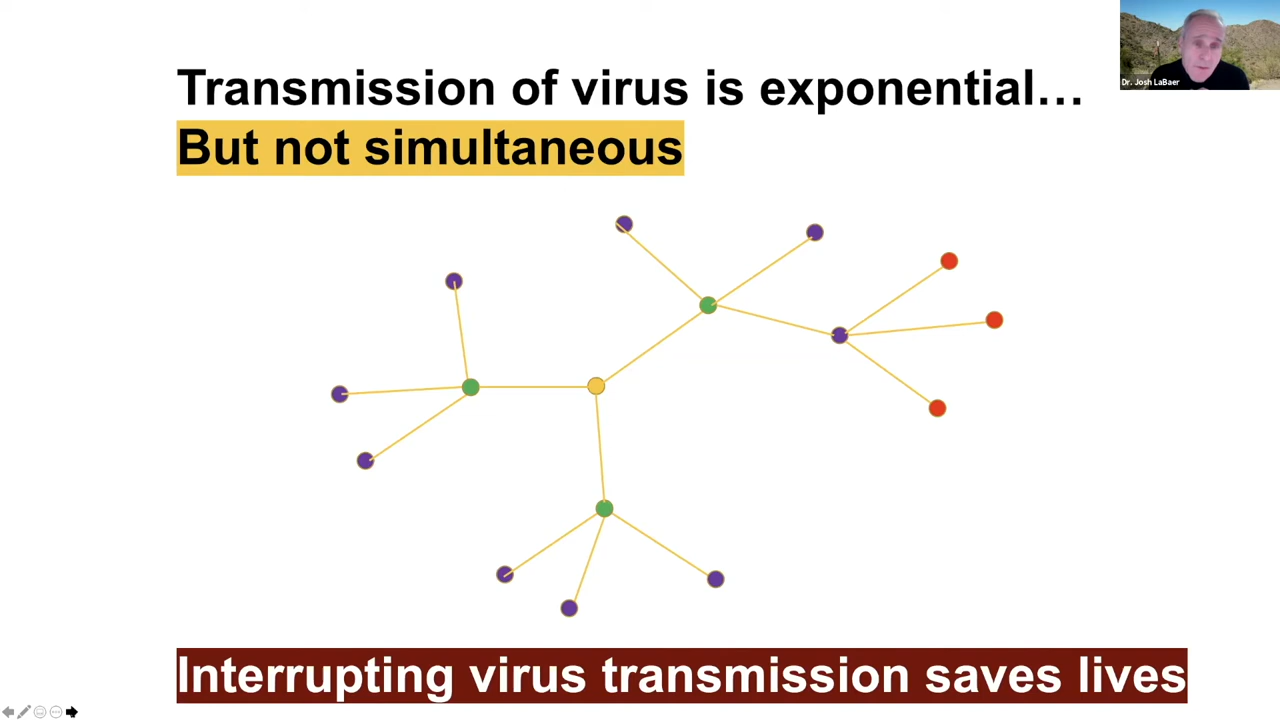 Transmission of virus is exponential…
But not simultaneous
Dr. Josh LaBaer
Interrupting virus transmission saves lives